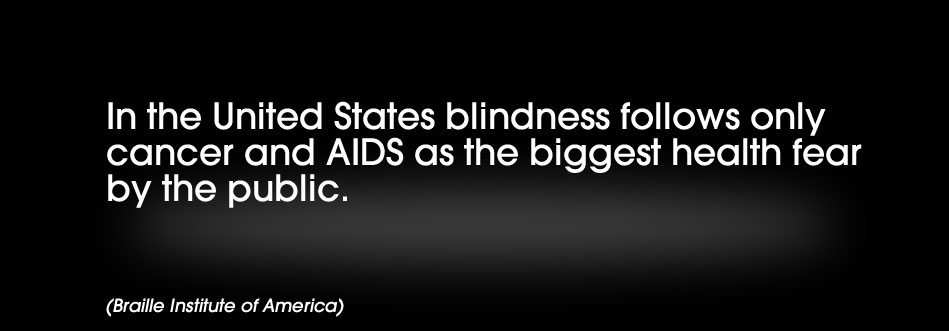 In the United States blindness follows only
cancer and AIDS as the biggest health fear
by the public.
(Braille Institute of America)